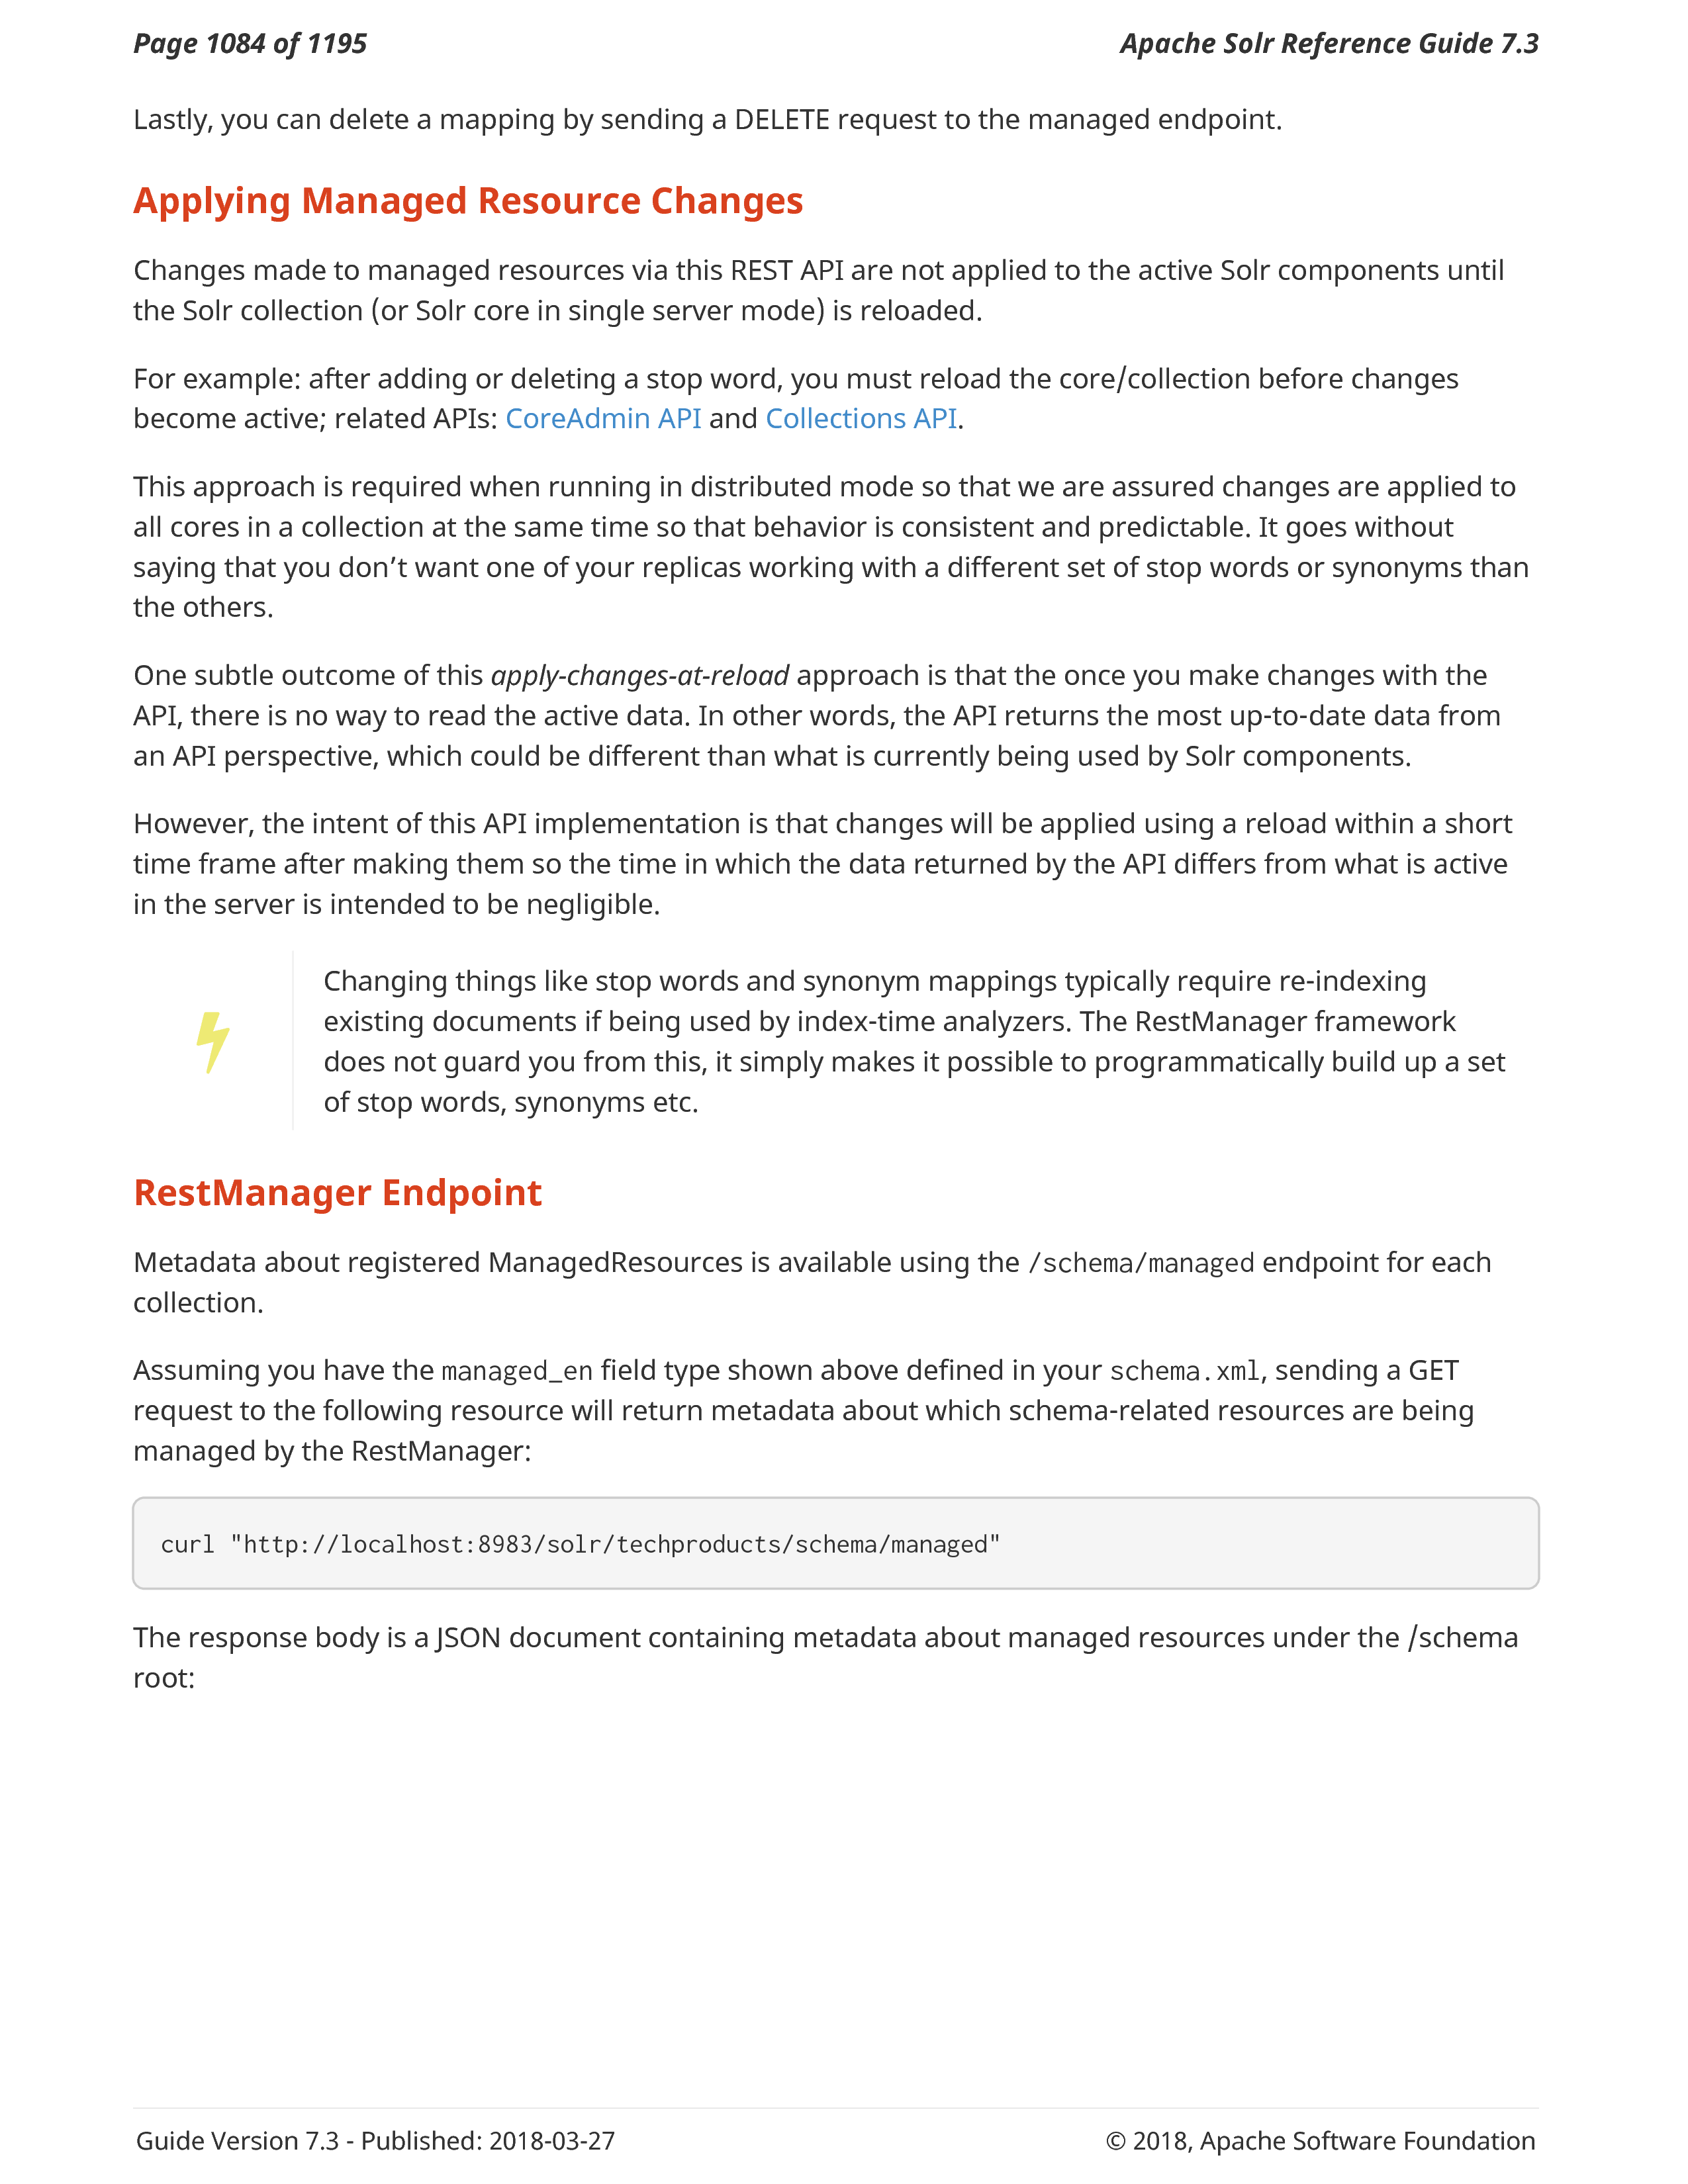 Page 1084 of 1195
Apache Solr Reference Guide 7.3
Lastly, you can delete a mapping by sending a DELETE request to the managed endpoint.
Applying Managed Resource Changes
Changes made to managed resources via this REST API are not applied to the active Solr components until
the Solr collection (or Solr core in single server mode) is reloaded.
For example: after adding or deleting a stop word, you must reload the core/collection before changes
become active; related APIs: CoreAdmin API and Collections API.
This approach is required when running in distributed mode so that we are assured changes are applied to
all cores in a collection at the same time so that behavior is consistent and predictable. It goes without
saying that you don’t want one of your replicas working with a different set of stop words or synonyms than
the others.
One subtle outcome of this apply-changes-at-reload approach is that the once you make changes with the
API, there is no way to read the active data. In other words, the API returns the most up-to-date data from
an API perspective, which could be different than what is currently being used by Solr components.
However, the intent of this API implementation is that changes will be applied using a reload within a short
time frame after making them so the time in which the data returned by the API differs from what is active
in the server is intended to be negligible.
Changing things like stop words and synonym mappings typically require re-indexing
existing documents if being used by index-time analyzers. The RestManager framework
does not guard you from this, it simply makes it possible to programmatically build up a set
of stop words, synonyms etc.
RestManager Endpoint
Metadata about registered ManagedResources is available using the /schema/managed endpoint for each
collection.
Assuming you have the managed_en field type shown above defined in your schema.xml, sending a GET
request to the following resource will return metadata about which schema-related resources are being
managed by the RestManager:
curl "http://localhost:8983/solr/techproducts/schema/managed"
The response body is a JSON document containing metadata about managed resources under the /schema
root:
Guide Version 7.3 - Published: 2018-03-27
© 2018, Apache Software Foundation